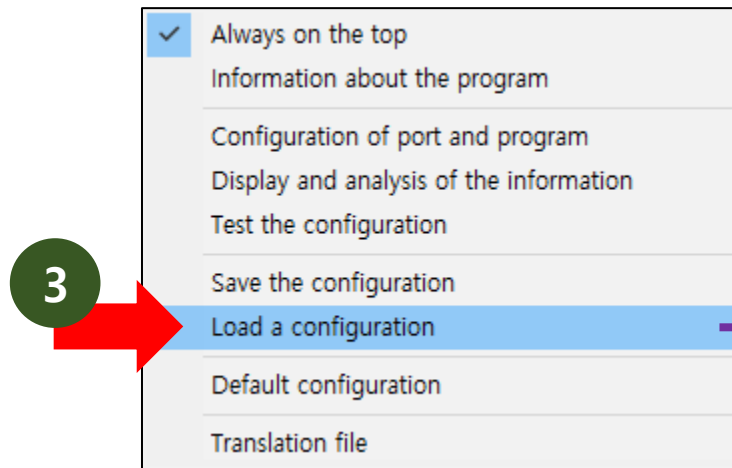 Always on the top
Information about the program
Configuration of port and program
Display and analysis of the information
Test the configuration
Save the configuration
3
Load a configuration
Default configuration
Translation file